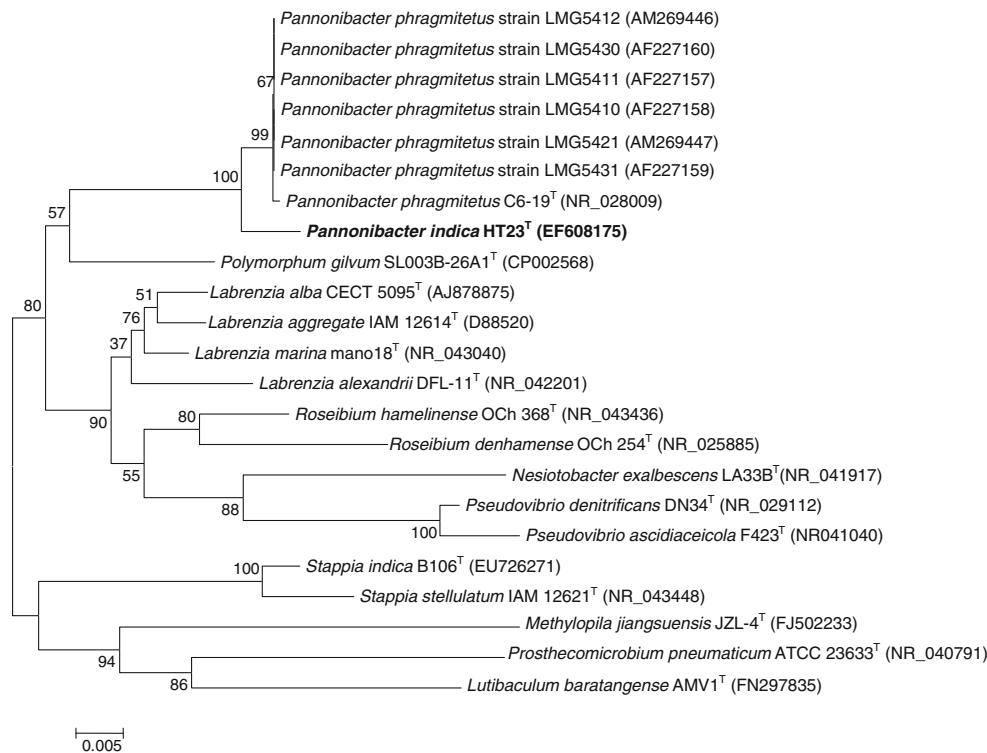 Pannonibacter phragmitetus strain LMG5412 (AM269446)
Pannonibacter phragmitetus strain LMG5430 (AF227160)
67
Pannonibacter phragmitetus strain LMG5411 (AF227157)
Pannonibacter phragmitetus strain LMG5410 (AF227158)
99
Pannonibacter phragmitetus strain LMG5421 (AM269447)
Pannonibacter phragmitetus strain LMG5431 (AF227159)
100
Pannonibacter phragmitetus C6-19T (NR_028009)
57
Pannonibacter indica HT23T (EF608175)
Polymorphum gilvum SL003B-26A1T (CP002568)
51
Labrenzia alba CECT 5095T (AJ878875)
80
76
Labrenzia aggregate IAM 12614T (D88520)
37
Labrenzia marina mano18T (NR_043040)
Labrenzia alexandrii DFL-11T (NR_042201)
90
80
Roseibium hamelinense OCh 368T (NR_043436)
Roseibium denhamense OCh 254T (NR_025885)
55
Nesiotobacter exalbescens LA33BT(NR_041917)
88
Pseudovibrio denitrificans DN34T (NR_029112)
100
Pseudovibrio ascidiaceicola F423T (NR041040)
100
Stappia indica B106T (EU726271)
Stappia stellulatum IAM 12621T (NR_043448)
Methylopila jiangsuensis JZL-4T (FJ502233)
94
Prosthecomicrobium pneumaticum ATCC 23633T (NR_040791)
86
Lutibaculum baratangense AMV1T (FN297835)
0.005